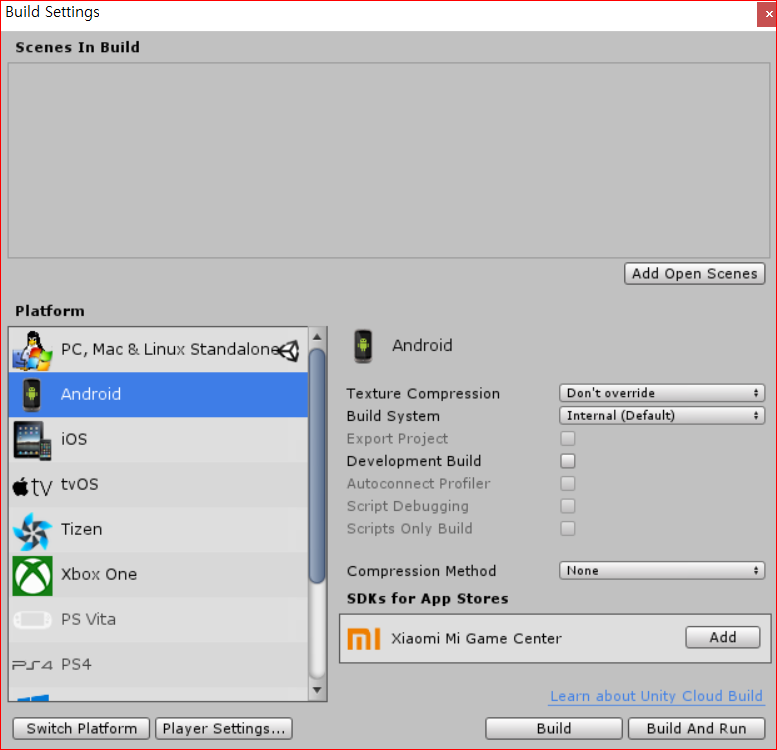 Build Settings
Scenes In Build
Add Open Scenes
Platform
PC, Mac & Linux Standalone
Android
iOS
tvOS
Tizen
Xbox One
PS Vita
PS4
Switch Platform
Player Settings...
Android
Texture Compression Don't override
Build System Internal (Default)
Export Project
Development Build
Autoconnect Profiler
Script Debugging
Scripts Only Build
Compression Method None
SDKs for App Stores
Xiaomi Mi Game Center Add
Learn about Unity Cloud Build
Build
Build And Run